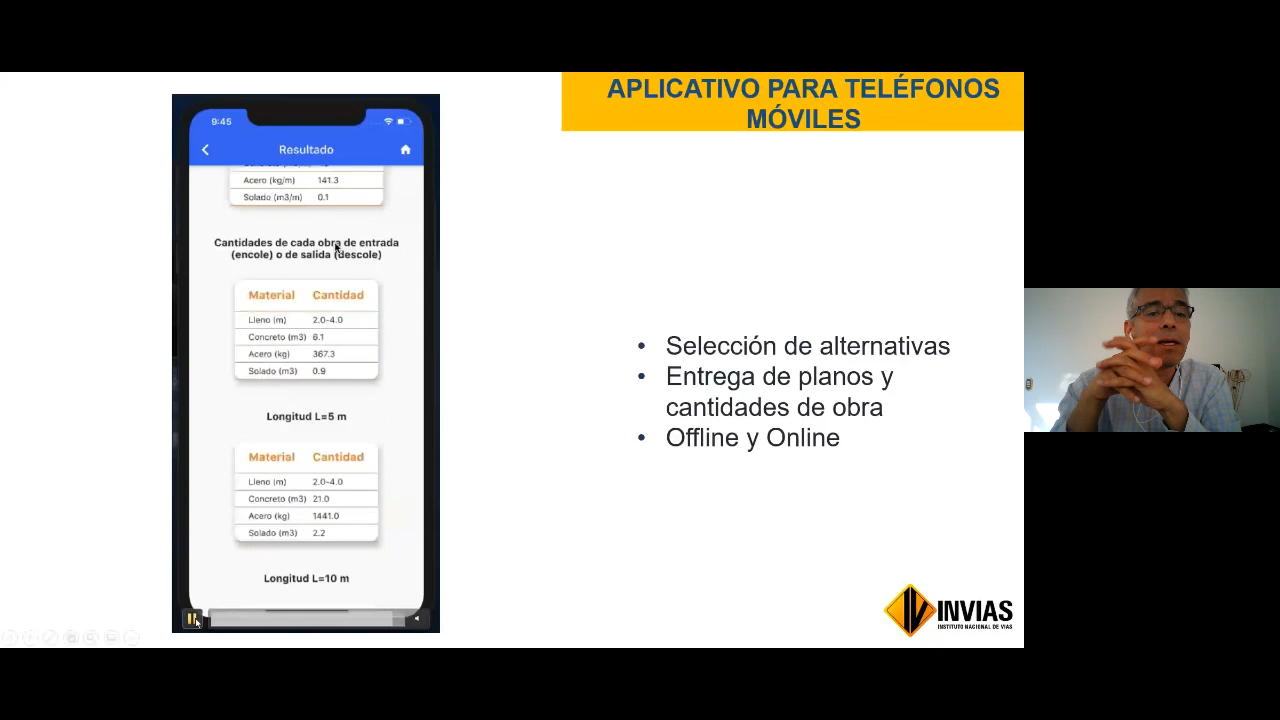 APLICATIVO PARA TELÉFONOS
MÓVILES
9:45
Resultado
Acero (kg/m) 141.3
Solado (m3/m) 0.1
Cantidades de cada obra de entrada
(encole) o de salida (descole)
Material Cantidad
Lleno (m) 2.0-4.0
Concreto (m3) 6.1
Acero (kg) 367.3
Solado (m3) 0.9
Longitud L=5 m
Material Cantidad
Lleno (m) 2.0-4.0
Concreto (m3) 21.0
Acero (kg) 1441.0
Solado (m3) 2.2
Longitud L=10 m
• Selección de alternativas
• Entrega de planos y
cantidades de obra
• Offline y Online
INVIAS
INSTITUTO NACIONAL DE VIAS